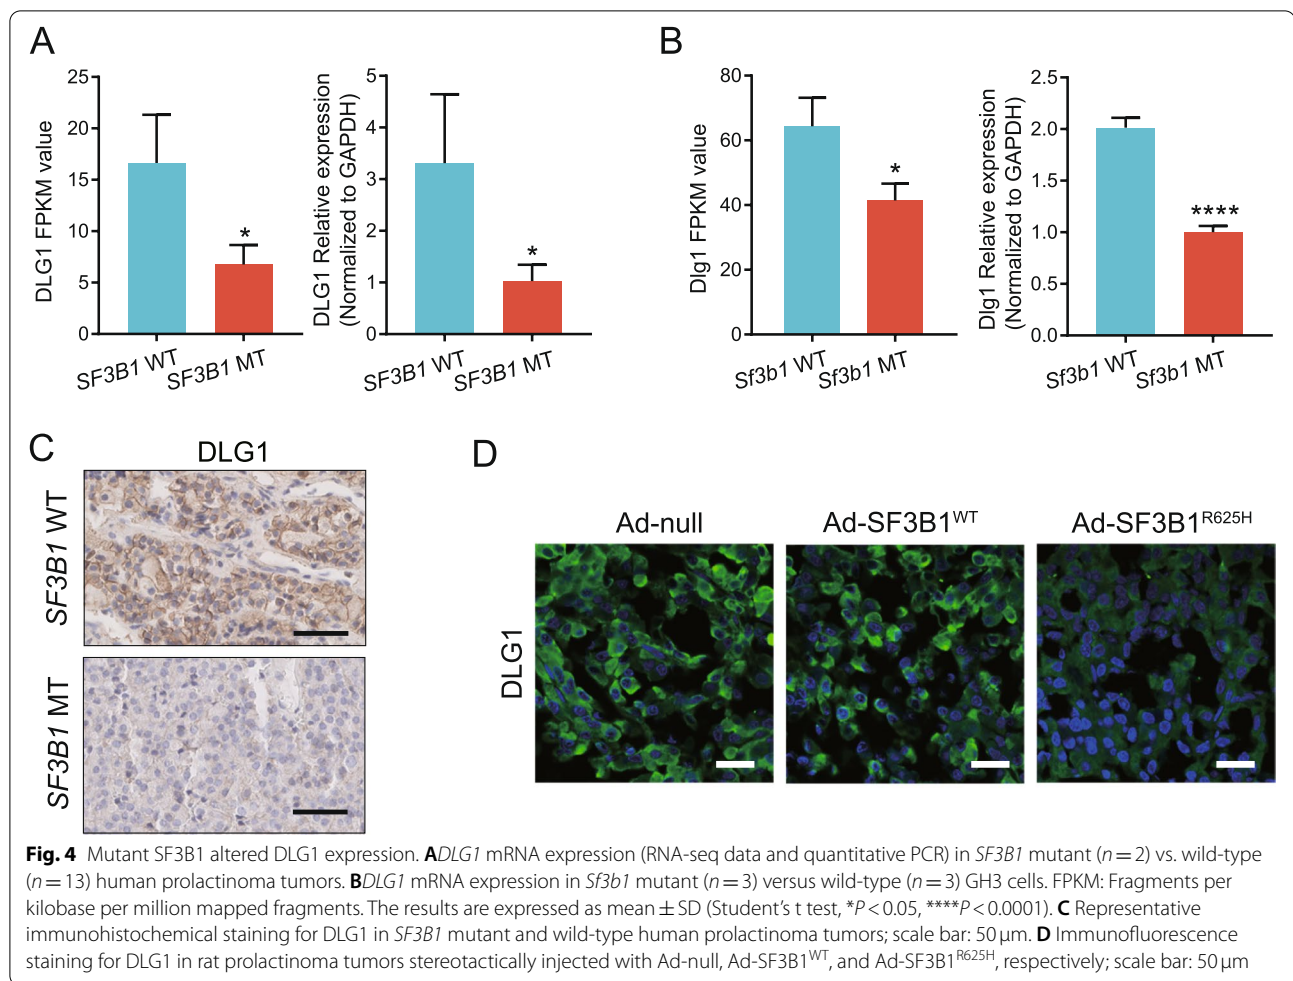 A
DLG1 FPKM value
25
20
15
10
5
0
*
SF3B1 WT
SF3B1 MT
DLG1 Relative expression
(Normalized to GAPDH)
5
4
3
2
1
0
*
SF3B1 WT
SF3B1 MT
B
Dlg1 FPKM value
80
60
40
20
0
*
Sf3b1 WT
Sf3b1 MT
Dlg1 Relative expression
(Normalized to GAPDH)
2.5
2.0
1.5
1.0
0.5
0.0
****
Sf3b1 WT
Sf3b1 MT
C
DLG1
SF3B1 WT
SF3B1 MT
D
Ad-null
Ad-SF3B1WT
Ad-SF3B1R625H
DLG1
Fig. 4 Mutant SF3B1 altered DLG1 expression. ADLG1 mRNA expression (RNA-seq data and quantitative PCR) in SF3B1 mutant (n = 2) vs. wild-type
(n = 13) human prolactinoma tumors. BDLG1 mRNA expression in Sf3b1 mutant (n = 3) versus wild-type (n = 3) GH3 cells. FPKM: Fragments per
kilobase per million mapped fragments. The results are expressed as mean ± SD (Student's t test, *P < 0.05, ****P < 0.0001). C Representative
immunohistochemical staining for DLG1 in SF3B1 mutant and wild-type human prolactinoma tumors; scale bar: 50 μm. D Immunofluorescence
staining for DLG1 in rat prolactinoma tumors stereotactically injected with Ad-null, Ad-SF3B1WT, and Ad-SF3B1R625H, respectively; scale bar: 50 μm